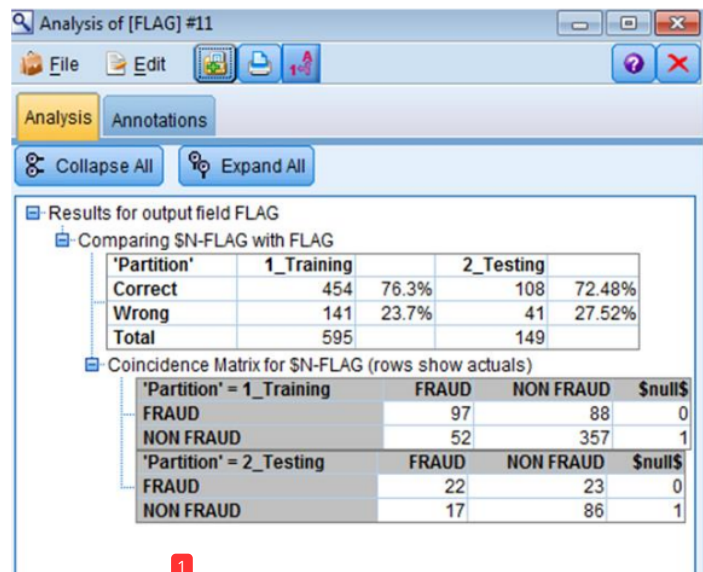 Analysis of [FLAG] #11
File Edit
Analysis Annotations
Collapse All Expand All
Results for output field FLAG
Comparing $N-FLAG with FLAG
'Partition' 1_Training 2_Testing
Correct 454 76.3% 108 72.48%
Wrong 141 23.7% 41 27.52%
Total 595 149
Coincidence Matrix for $N-FLAG (rows show actuals)
'Partition' = 1_Training FRAUD NON FRAUD $null$
FRAUD 97 88 0
NON FRAUD 52 357 1
'Partition' = 2_Testing FRAUD NON FRAUD $null$
FRAUD 22 23 0
NON FRAUD 17 86 1
1